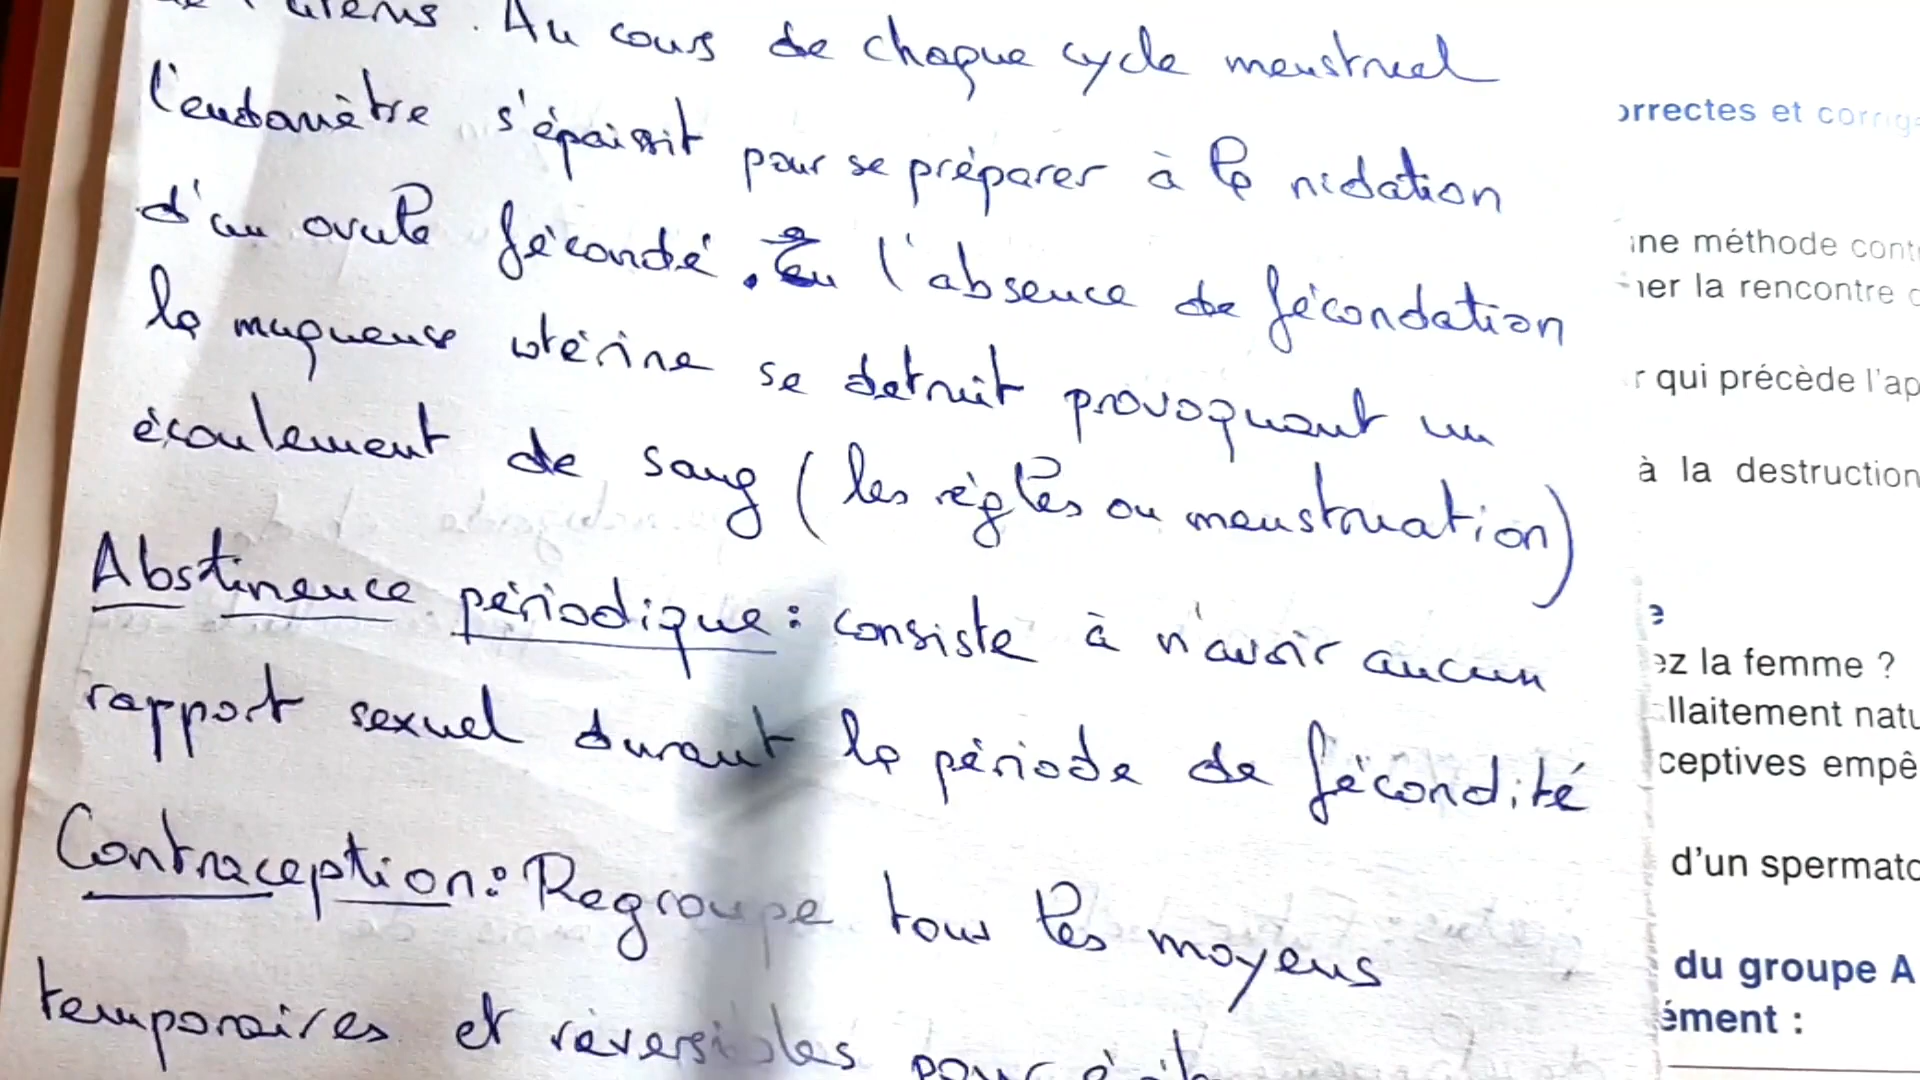 de l'utérus. Au cours de chaque cycle menstruel
l'endomètre s'épaissit pour se préparer à la nidation
d'un ovule fécondé. En l'absence de fécondation
la muqueuse utérine se detruit provoquant un
écoulement de sang (les règles ou menstruation)
Abstinence périodique : consiste à n'avoir aucun
rapport sexuel durant la période de fécondité
Contraception : Regroupe tous les moyens
temporaires et réversibles pour
orrectes et corrig
ine méthode cont
ner la rencontre
r qui précède l'ap
à la destruction
e
ez la femme ?
llaitement natu
ceptives empê
d'un spermato
du groupe A
ément :